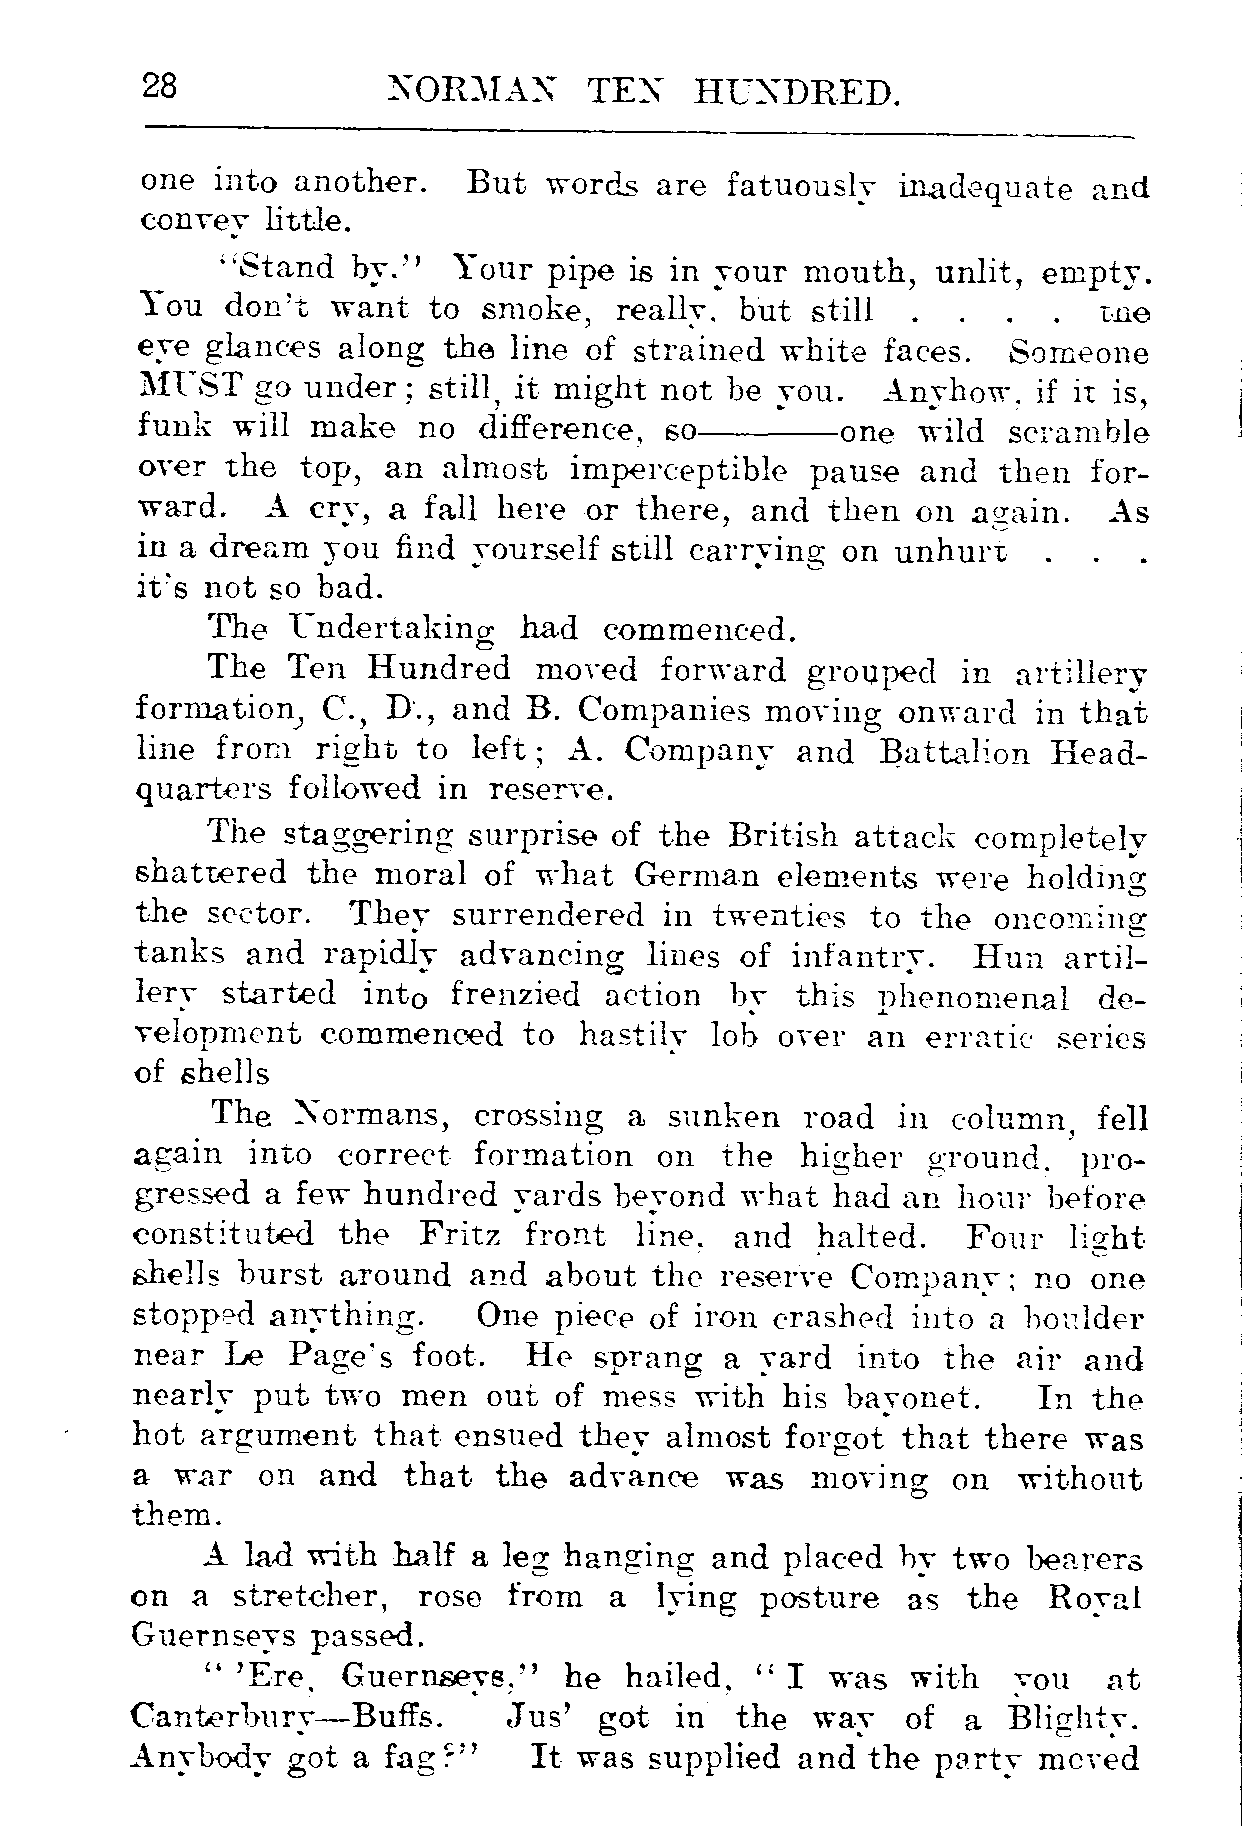 28 NORMAN TEN HUNDRED.
one into another. But words are fatuously inadequate and
convey little.
"Stand by." Your pipe is in your mouth, unlit, empty.
You don't want to smoke, really, but still . . . . the
eye glances along the line of strained white faces. Someone
MUST go under; still, it might not be you. Anyhow, if it is,
funk will make no difference, so———one wild scramble
over the top, an almost imperceptible pause and then for-
ward. A cry, a fall here or there, and then on again. As
in a dream you find yourself still carrying on unhurt . . .
it's not so bad.
The Undertaking had commenced.
The Ten Hundred moved forward grouped in artillery
formation, C., D., and B. Companies moving onward in that
line from right to left; A. Company and Battalion Head-
quarters followed in reserve.
The staggering surprise of the British attack completely
shattered the moral of what German elements were holding
the sector. They surrendered in twenties to the oncoming
tanks and rapidly advancing lines of infantry. Hun artil-
lery started into frenzied action by this phenomenal de-
velopment commenced to hastily lob over an erratic series
of shells
The Normans, crossing a sunken road in column, fell
again into correct formation on the higher ground, pro-
gressed a few hundred yards beyond what had an hour before
constituted the Fritz front line, and halted. Four light
shells burst around and about the reserve Company; no one
stopped anything. One piece of iron crashed into a boulder
near Le Page's foot. He sprang a yard into the air and
nearly put two men out of mess with his bayonet. In the
hot argument that ensued they almost forgot that there was
a war on and that the advance was moving on without
them.
A lad with half a leg hanging and placed by two bearers
on a stretcher, rose from a lying posture as the Royal
Guernseys passed.
" 'Ere, Guernseys," he hailed, "I was with you at
Canterbury—Buffs. Jus' got in the way of a Blighty.
Anybody got a fag?" It was supplied and the party moved